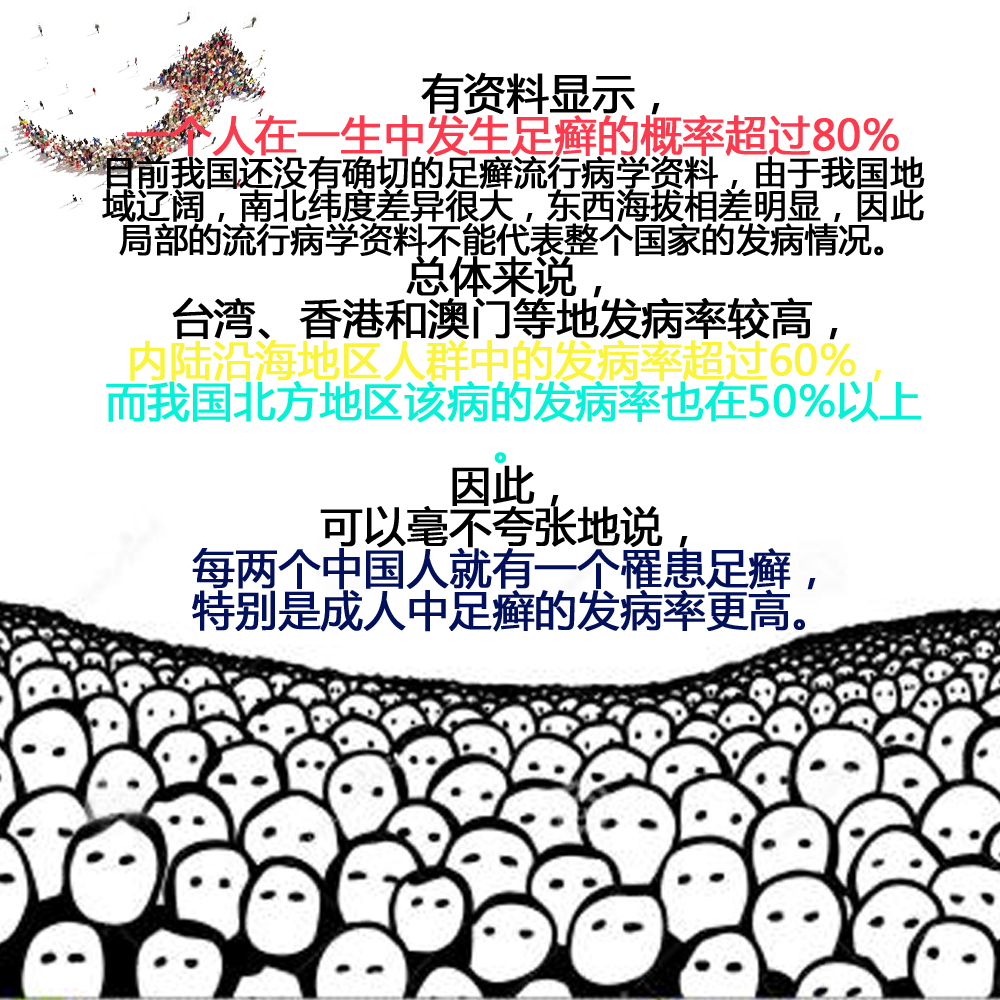 有资料显示，
一个人在一生中发生足癣的概率超过80%
目前我国还没有确切的足癣流行病学资料，由于我国地
域辽阔，南北纬度差异很大，东西海拔相差明显，因此
局部的流行病学资料不能代表整个国家的发病情况。
总体来说，
台湾、香港和澳门等地发病率较高，
内陆沿海地区人群中的发病率超过60%，
而我国北方地区该病的发病率也在50%以上
。
因此，
可以毫不夸张地说，
每两个中国人就有一个罹患足癣，
特别是成人中足癣的发病率更高。